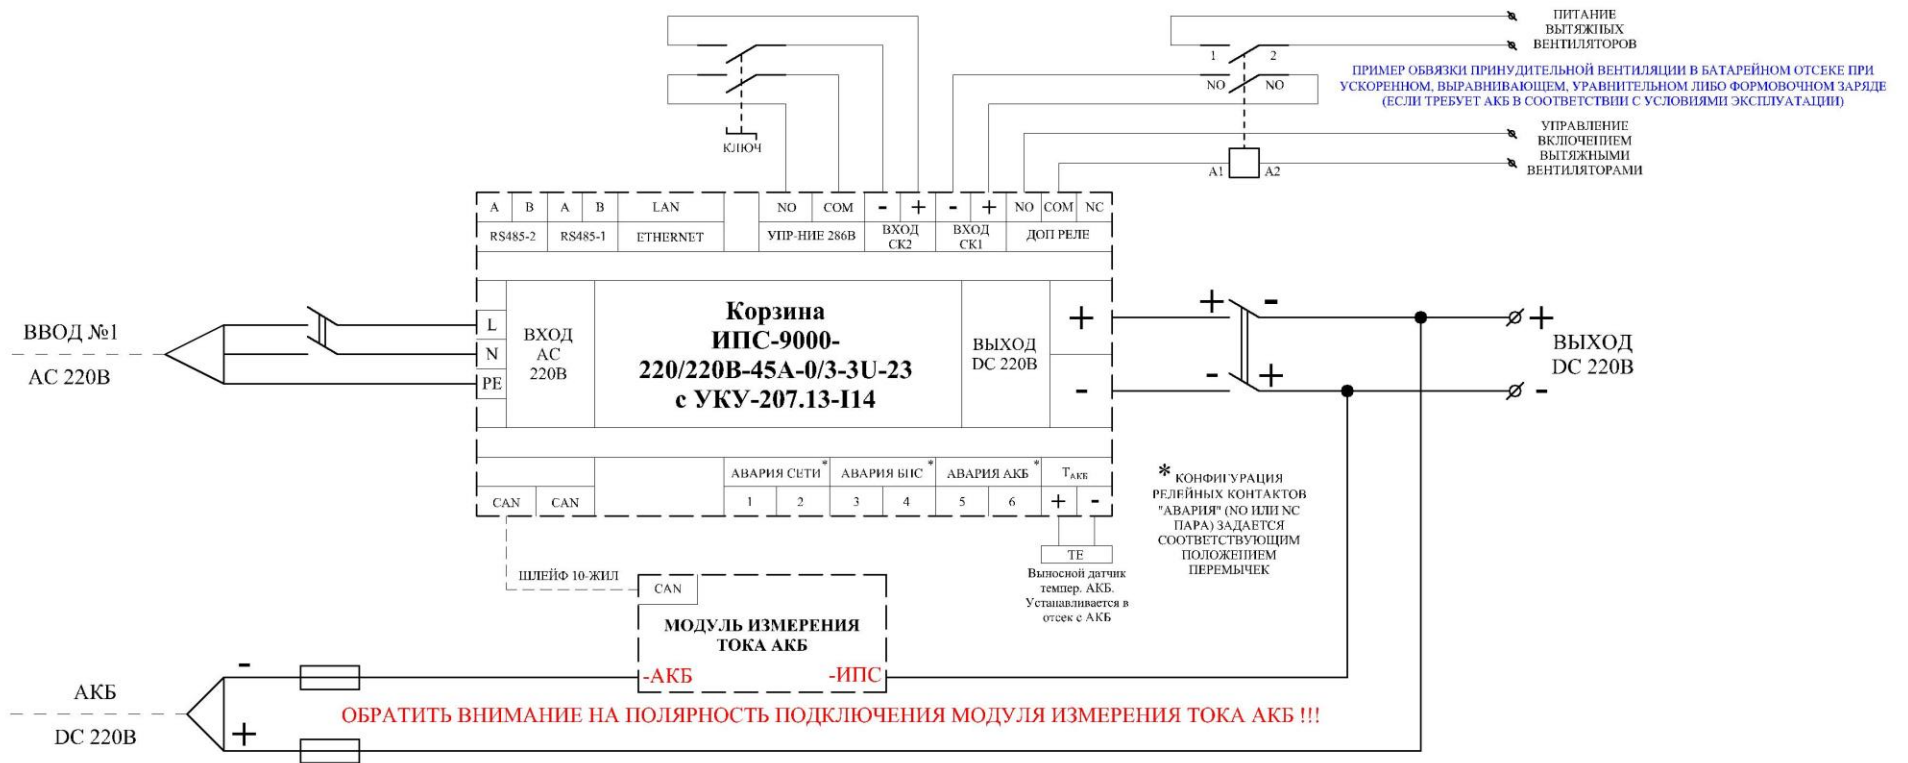 ПИТАНИЕ
ВЫТЯЖНЫХ
ВЕНТИЛЯТОРОВ
1 2
NO NO
ПРИМЕР ОБВЯЗКИ ПРИНУДИТЕЛЬНОЙ ВЕНТИЛЯЦИИ В БАТАРЕЙНОМ ОТСЕКЕ ПРИ
УСКОРЕННОМ, ВЫРАВНИВАЮЩЕМ, УРАВНИТЕЛЬНОМ ЛИБО ФОРМОВОЧНОМ ЗАРЯДЕ
(ЕСЛИ ТРЕБУЕТ АКБ В СООТВЕТСТВИИ С УСЛОВИЯМИ ЭКСПЛУАТАЦИИ)
КЛЮЧ
УПРАВЛЕНИЕ
ВКЛЮЧЕНИЕМ
ВЫТЯЖНЫМИ
ВЕНТИЛЯТОРАМИ
A1 A2
A B A B LAN NO COM - + - + NO COM NC
RS485-2 RS485-1 ETHERNET УПР-НИЕ 286В ВХОД СК2 ВХОД СК1 ДОП РЕЛЕ
ВВОД №1
AC 220В
L
N
PE
ВХОД
AC
220В
Корзина
ИПС-9000-
220/220В-45А-0/3-3U-23
с УКУ-207.13-I14
ВЫХОД
DC 220В
+
-
+ -
- +
+
-
ВЫХОД
DC 220В
АВАРИЯ СЕТИ* АВАРИЯ БПС* АВАРИЯ АКБ* TАКБ
CAN CAN 1 2 3 4 5 6 + -
* КОНФИГУРАЦИЯ
РЕЛЕЙНЫХ КОНТАКТОВ
"АВАРИЯ" (NO ИЛИ NC
ПАРА) ЗАДАЕТСЯ
СООТВЕТСТВУЮЩИМ
ПОЛОЖЕНИЕМ
ПЕРЕМЫЧЕК
TE
Выносной датчик
темпер. АКБ.
Устанавливается в
отсек с АКБ
ШЛЕЙФ 10-ЖИЛ
CAN
МОДУЛЬ ИЗМЕРЕНИЯ
ТОКА АКБ
-АКБ -ИПС
АКБ
DC 220В
-
+
ОБРАТИТЬ ВНИМАНИЕ НА ПОЛЯРНОСТЬ ПОДКЛЮЧЕНИЯ МОДУЛЯ ИЗМЕРЕНИЯ ТОКА АКБ !!!